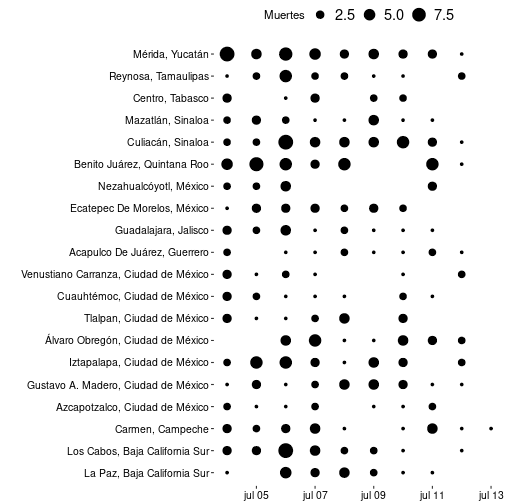 Muertes 2.5 5.0 7.5
Mérida, Yucatán
Reynosa, Tamaulipas
Centro, Tabasco
Mazatlán, Sinaloa
Culiacán, Sinaloa
Benito Juárez, Quintana Roo
Nezahualcóyotl, México
Ecatepec De Morelos, México
Guadalajara, Jalisco
Acapulco De Juárez, Guerrero
Venustiano Carranza, Ciudad de México
Cuauhtémoc, Ciudad de México
Tlalpan, Ciudad de México
Álvaro Obregón, Ciudad de México
Iztapalapa, Ciudad de México
Gustavo A. Madero, Ciudad de México
Azcapotzalco, Ciudad de México
Carmen, Campeche
Los Cabos, Baja California Sur
La Paz, Baja California Sur
jul 05 jul 07 jul 09 jul 11 jul 13